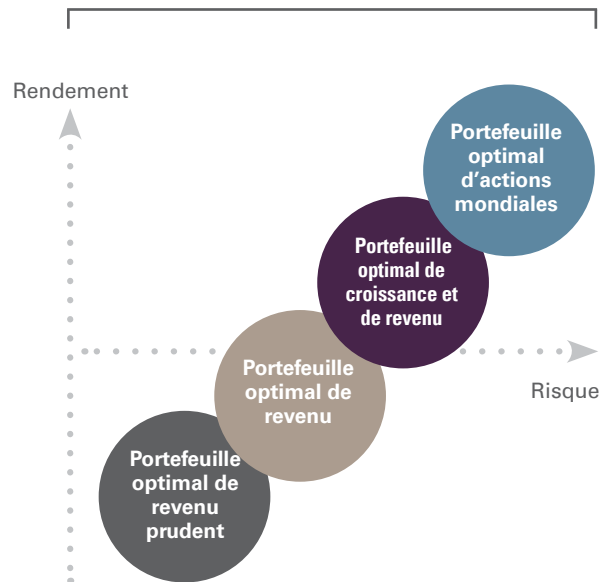 Rendement
Portefeuille
optimal
d’actions
mondiales
Portefeuille
optimal de
croissance et
de revenu
Portefeuille
optimal de
revenu
Risque
Portefeuille
optimal de
revenu
prudent